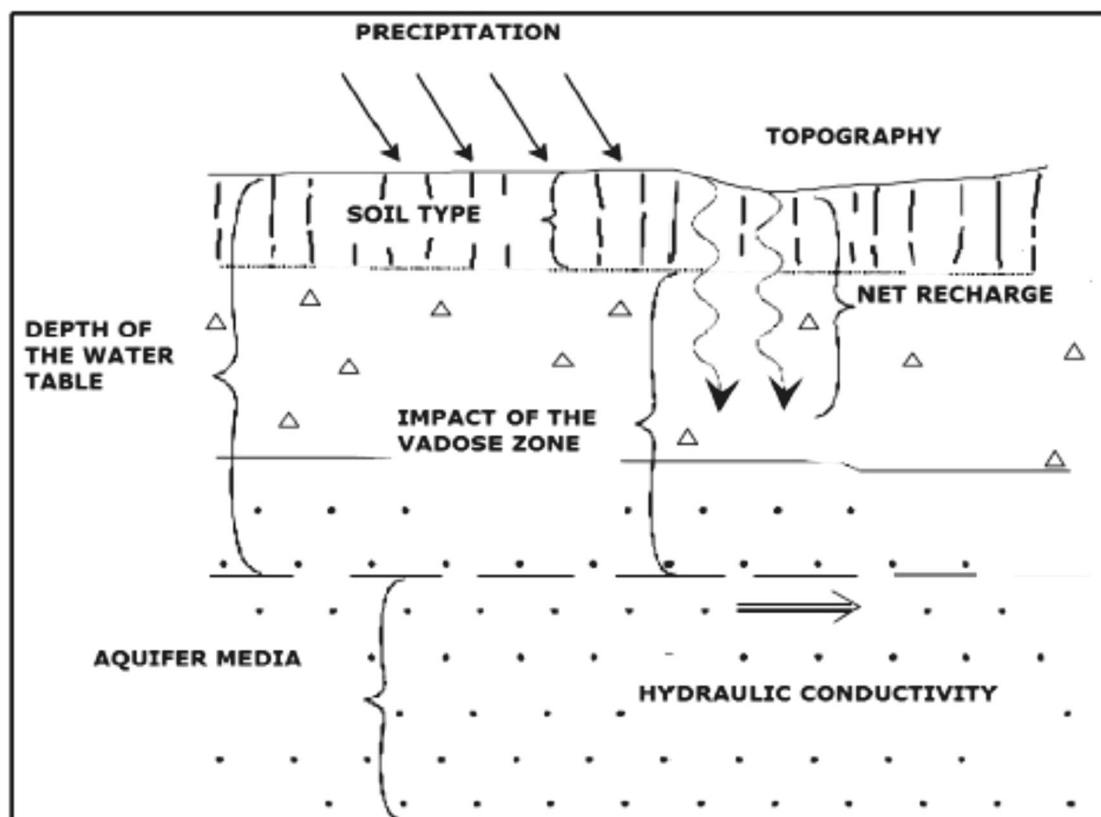 PRECIPITATION
TOPOGRAPHY
SOIL TYPE
NET RECHARGE
DEPTH OF
THE WATER
TABLE
IMPACT OF THE
VADOSE ZONE
AQUIFER MEDIA
HYDRAULIC CONDUCTIVITY